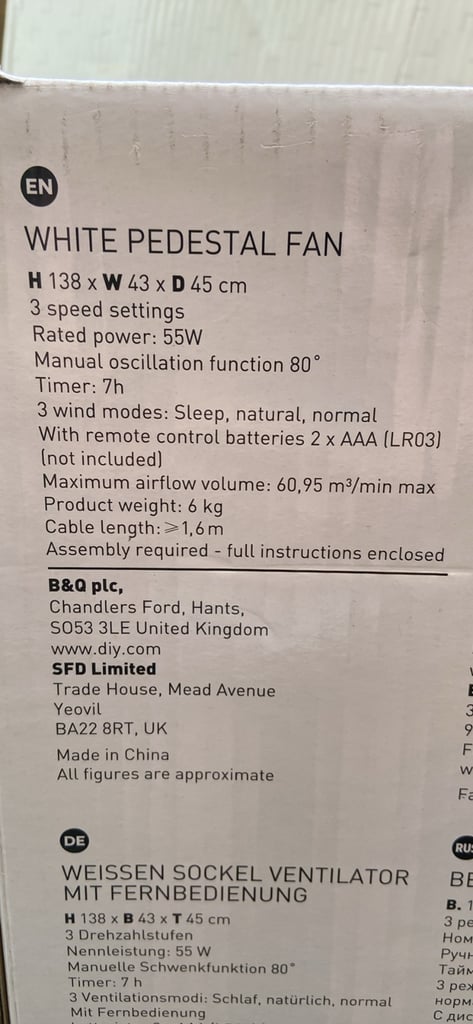 EN
WHITE PEDESTAL FAN
H 138 x W 43 x D 45 cm
3 speed settings
Rated power: 55W
Manual oscillation function 80°
Timer: 7h
3 wind modes: Sleep, natural, normal
With remote control batteries 2 x AAA (LR03)
(not included)
Maximum airflow volume: 60,95 m³/min max
Product weight: 6 kg
Cable length: ⩾1,6m
Assembly required - full instructions enclosed
B&Q plc,
Chandlers Ford, Hants,
SO53 3LE United Kingdom
www.diy.com
SFD Limited
Trade House, Mead Avenue
Yeovil
BA22 8RT, UK
Made in China
All figures are approximate
DE
WEISSEN SOCKEL VENTILATOR
MIT FERNBEDIENUNG
H 138 x B 43 x T 45 cm
3 Drehzahlstufen
Nennleistung: 55 W
Manuelle Schwenkfunktion 80°
Timer: 7 h
3 Ventilationsmodi: Schlaf, natürlich, normal
Mit Fernbedienung
RUS